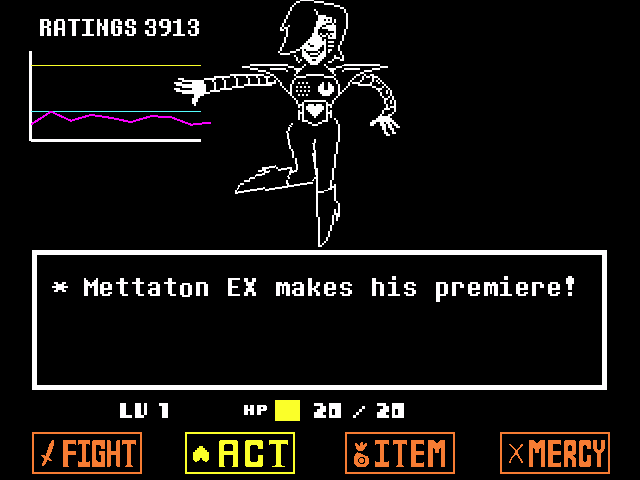 RATINGS 3913
* Mettaton EX makes his premiere!
LV 1 HP 20 / 20
FIGHT ACT ITEM MERCY